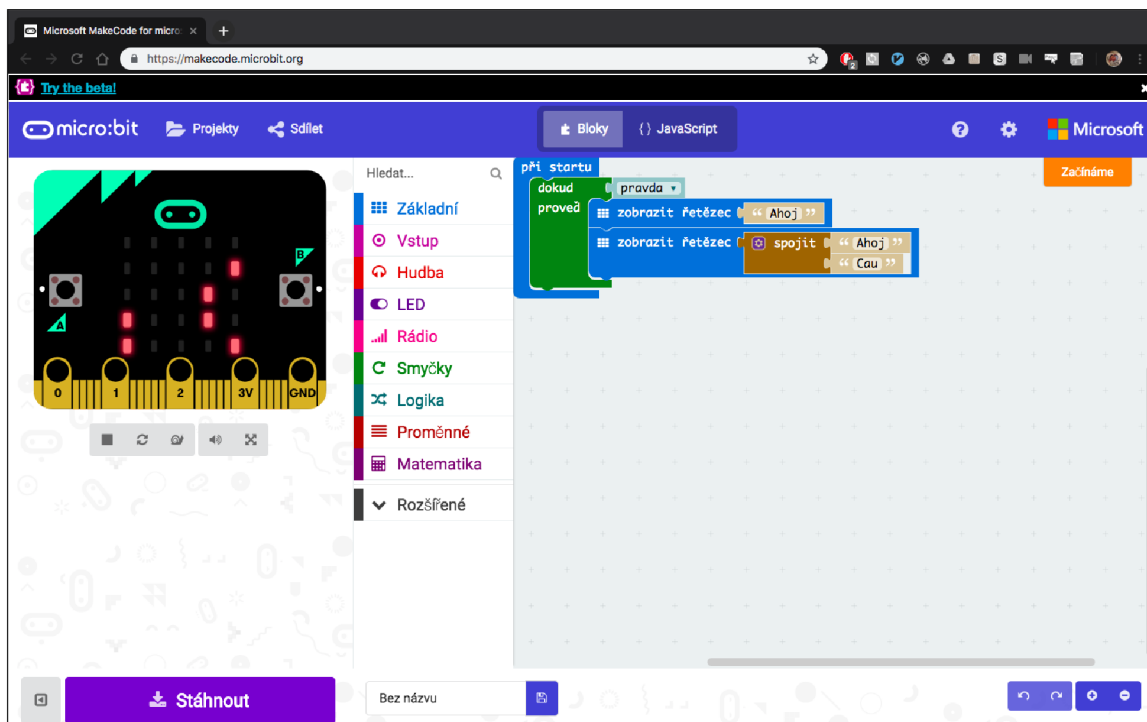 Microsoft MakeCode for micro
https://makecode.microbit.org
2
S
Try the beta!
micro:bit
Projekty
Sdílet
Bloky
{} JavaScript
?
Microsoft
Hledat...
Základní
Vstup
Hudba
LED
Rádio
Smyčky
Logika
Proměnné
Matematika
Rozšířené
při startu
dokud pravda
proveď zobrazit řetězec “ Ahoj ”
zobrazit řetězec spojit “ Ahoj ”
“ Cau ”
Začínáme
B
A
0 1 2 3V GND
Stáhnout
Bez názvu